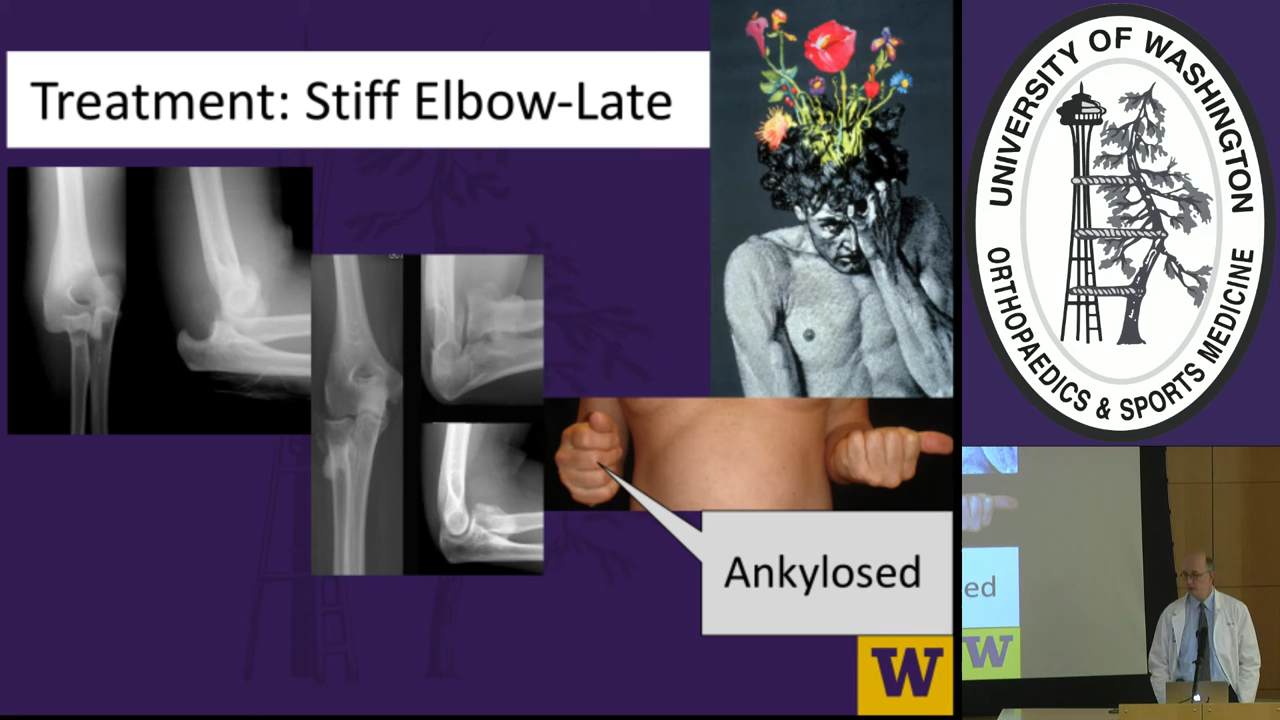 Treatment: Stiff Elbow-Late
Ankylosed
W
UNIVERSITY OF WASHINGTON
ORTHOPAEDICS & SPORTS MEDICINE
ed
W